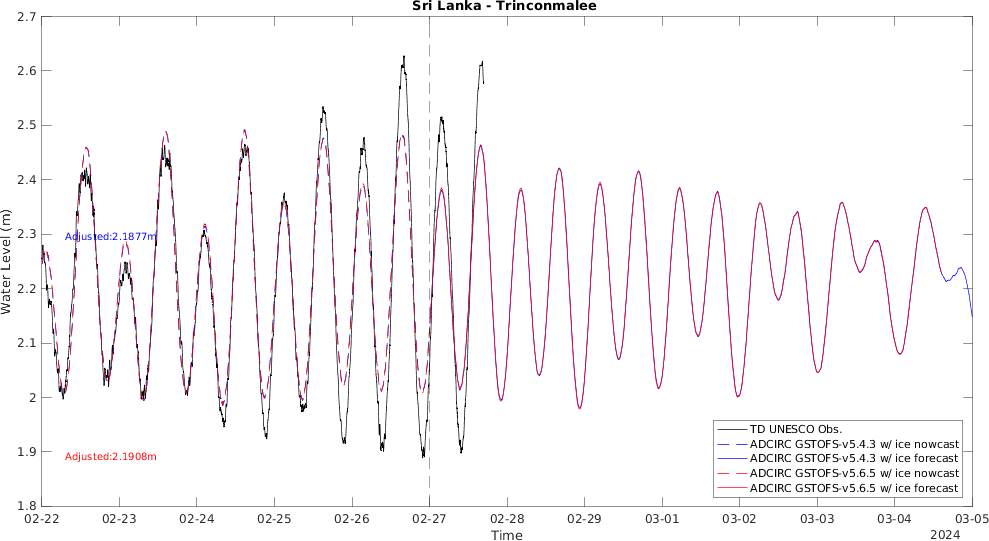 Sri Lanka - Trinconmalee
2.7
2.6
2.5
2.4
2.3
2.2
2.1
2
1.9
1.8
Water Level (m)
Adjusted:2.1877m
Adjusted:2.1908m
TD UNESCO Obs.
ADCIRC GSTOFS-v5.4.3 w/ ice nowcast
ADCIRC GSTOFS-v5.4.3 w/ ice forecast
ADCIRC GSTOFS-v5.6.5 w/ ice nowcast
ADCIRC GSTOFS-v5.6.5 w/ ice forecast
02-22 02-23 02-24 02-25 02-26 02-27 02-28 02-29 03-01 03-02 03-03 03-04 03-05
Time
2024